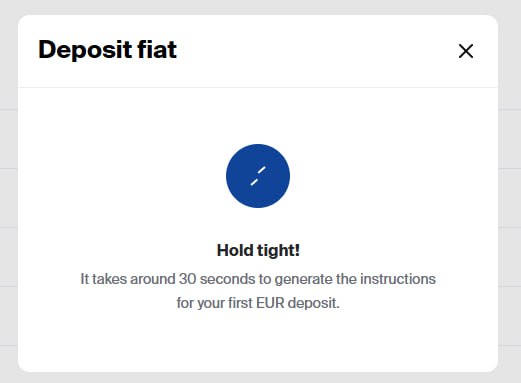 Deposit fiat
Hold tight!
It takes around 30 seconds to generate the instructions
for your first EUR deposit.